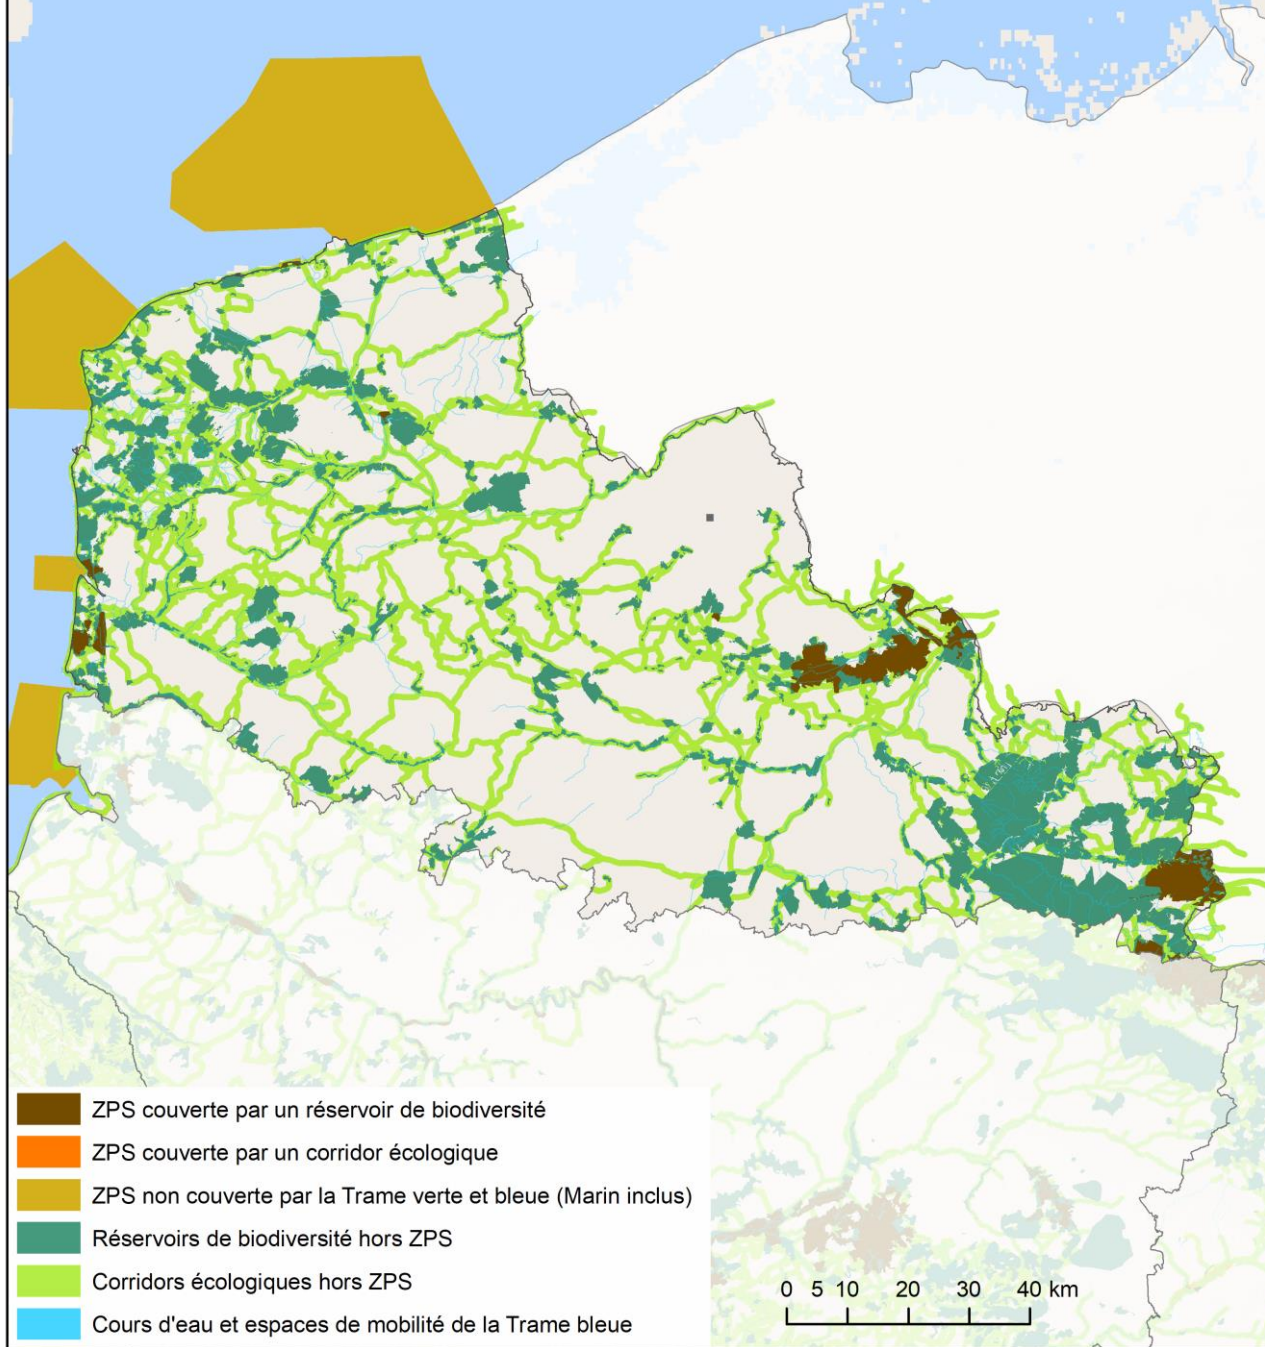 ZPS couverte par un réservoir de biodiversité
ZPS couverte par un corridor écologique
ZPS non couverte par la Trame verte et bleue (Marin inclus)
Réservoirs de biodiversité hors ZPS
Corridors écologiques hors ZPS
Cours d'eau et espaces de mobilité de la Trame bleue
0 5 10 20 30 40 km